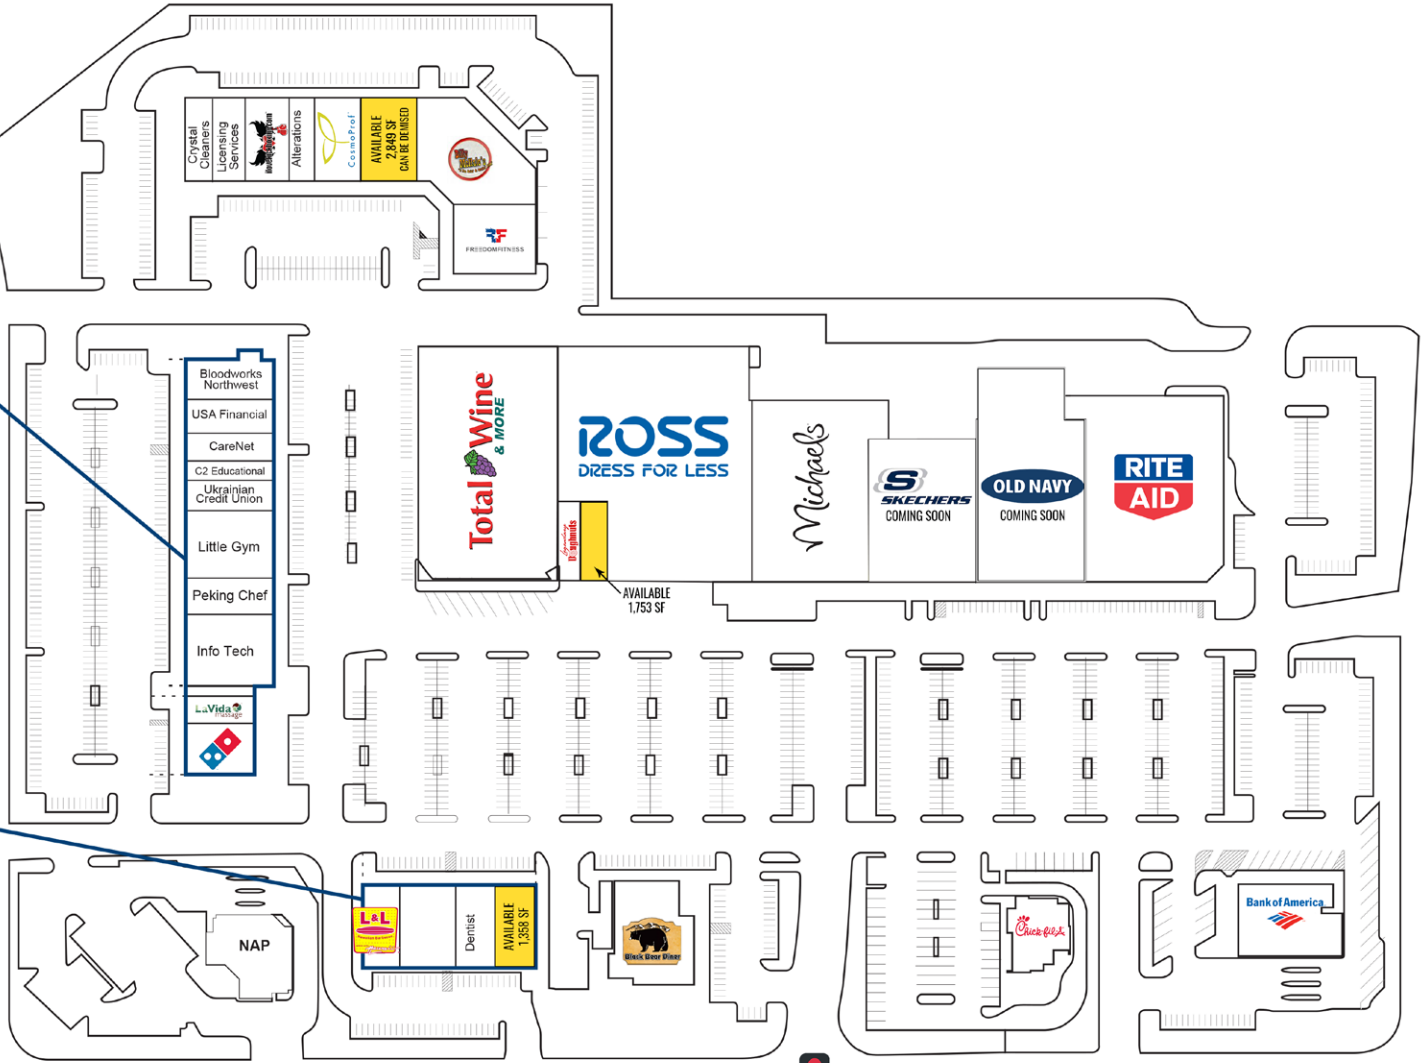 Crystal
Cleaners
Licensing
Services
Alterations
CosmoProf
AVAILABLE
2,849 SF
CAN BE DEMISED
FREEDOMFITNESS
Bloodworks
Northwest
USA Financial
CareNet
C2 Educational
Ukrainian
Credit Union
Little Gym
Peking Chef
Info Tech
LaVida
massage
Total Wine
& MORE
ROSS
DRESS FOR LESS
Legendary
Doughnuts
AVAILABLE
1,753 SF
Michaels
S
SKECHERS
COMING SOON
OLD NAVY
COMING SOON
RITE
AID
NAP
L&L
Dentist
AVAILABLE
1,358 SF
Black Bear Diner
Chick-fil-A
Bank of America